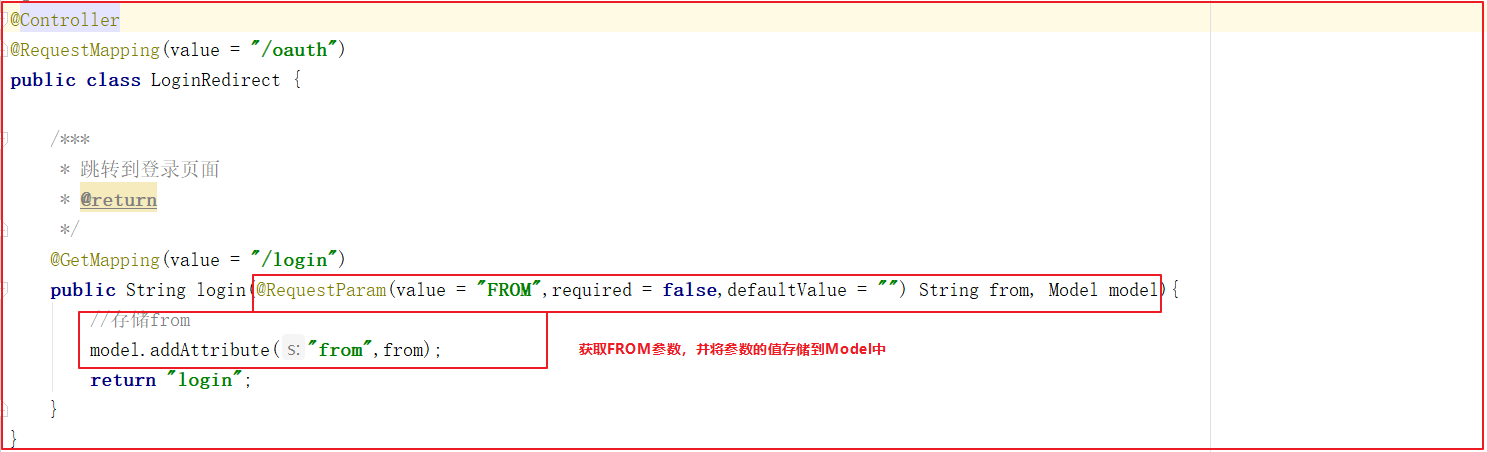 @Controller
@RequestMapping(value = "/oauth")
public class LoginRedirect {
/***
* 跳转到登录页面
* @return
*/
@GetMapping(value = "/login")
public String login(@RequestParam(value = "FROM",required = false,defaultValue = "") String from, Model model){
//存储from
model.addAttribute( s: "from",from);
获取FROM参数，并将参数的值存储到Model中
return "login";
}
}